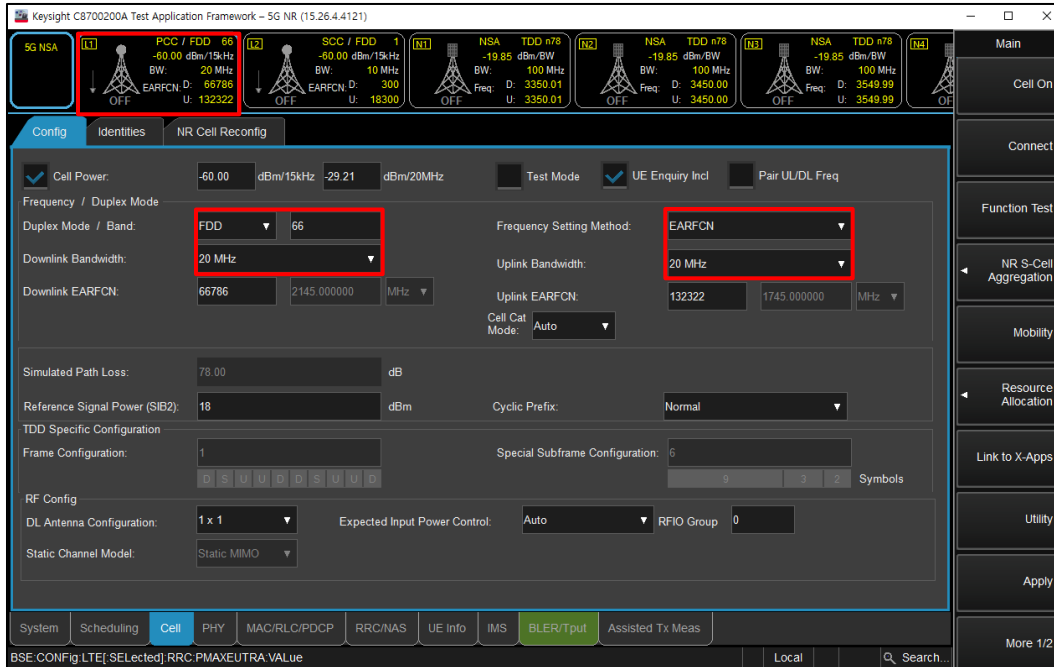 Keysight C8700200A Test Application Framework – 5G NR (15.26.4.4121)
5G NSA
L1 PCC / FDD 66
-60.00 dBm/15kHz
BW: 20 MHz
EARFCN: D: 66786
U: 132322
OFF
L2 SCC / FDD 1
-60.00 dBm/15kHz
BW: 10 MHz
EARFCN: D: 300
U: 18300
OFF
N1 NSA TDD n78
-19.85 dBm/BW
BW: 100 MHz
Freq: D: 3350.01
U: 3350.01
OFF
N2 NSA TDD n78
-19.85 dBm/BW
BW: 100 MHz
Freq: D: 3450.00
U: 3450.00
OFF
N3 NSA TDD n78
-19.85 dBm/BW
BW: 100 MHz
Freq: D: 3549.99
U: 3549.99
OFF
N4
Main
Cell On
Connect
Function Test
NR S-Cell
Aggregation
Mobility
Resource
Allocation
Link to X-Apps
Utility
Apply
More 1/2
Config Identities NR Cell Reconfig
Cell Power: -60.00 dBm/15kHz -29.21 dBm/20MHz Test Mode UE Enquiry Incl Pair UL/DL Freq
Frequency / Duplex Mode
Duplex Mode / Band: FDD 66 Frequency Setting Method: EARFCN
Downlink Bandwidth: 20 MHz Uplink Bandwidth: 20 MHz
Downlink EARFCN: 66786 2145.000000 MHz Uplink EARFCN: 132322 1745.000000 MHz
Cell Cat
Mode: Auto
Simulated Path Loss: 78.00 dB
Reference Signal Power (SIB2): 18 dBm Cyclic Prefix: Normal
TDD Specific Configuration
Frame Configuration: 1 Special Subframe Configuration: 6
D S U U D D S U U D 9 3 2 Symbols
RF Config
DL Antenna Configuration: 1 x 1 Expected Input Power Control: Auto RFIO Group 0
Static Channel Model: Static MIMO
System Scheduling Cell PHY MAC/RLC/PDCP RRC/NAS UE Info IMS BLER/Tput Assisted Tx Meas
BSE:CONFig:LTE[:SELected]:RRC:PMAXEUTRA:VALue Local Search...